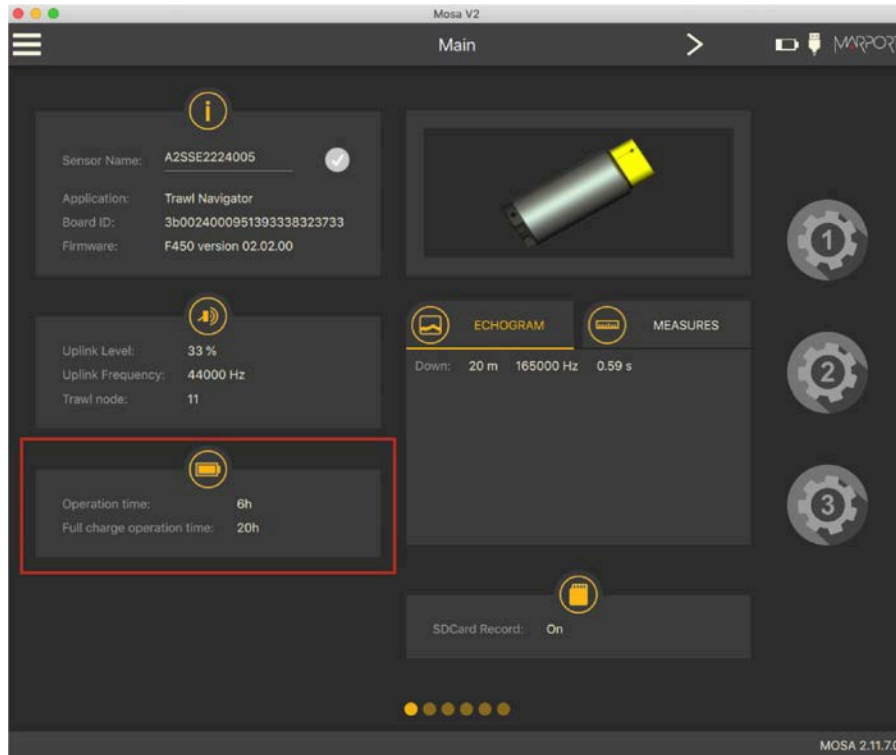 Mosa V2
Main
MARPORT
Sensor Name: A2SSE2224005
Application: Trawl Navigator
Board ID: 3b0024000951393338323733
Firmware: F450 version 02.02.00
Uplink Level: 33 %
Uplink Frequency: 44000 Hz
Trawl node: 11
Operation time: 6h
Full charge operation time: 20h
ECHOGRAM
MEASURES
Down: 20 m 165000 Hz 0.59 s
SDCard Record: On
1
2
3
MOSA 2.11.7.0